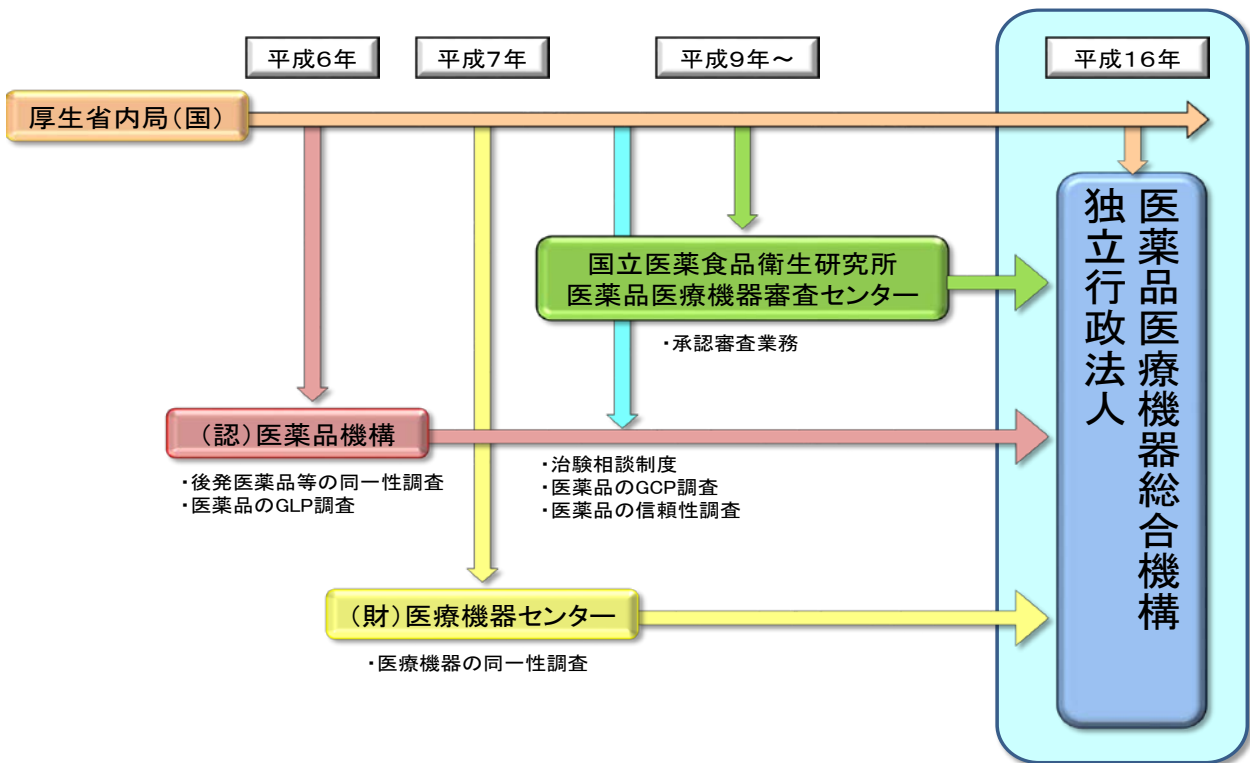 平成6年
平成7年
平成9年～
平成16年
厚生省内局(国)
国立医薬食品衛生研究所
医薬品医療機器審査センター
・承認審査業務
(認)医薬品機構
・後発医薬品等の同一性調査
・医薬品のGLP調査
・治験相談制度
・医薬品のGCP調査
・医薬品の信頼性調査
(財)医療機器センター
・医療機器の同一性調査
独立行政法人
医薬品医療機器総合機構